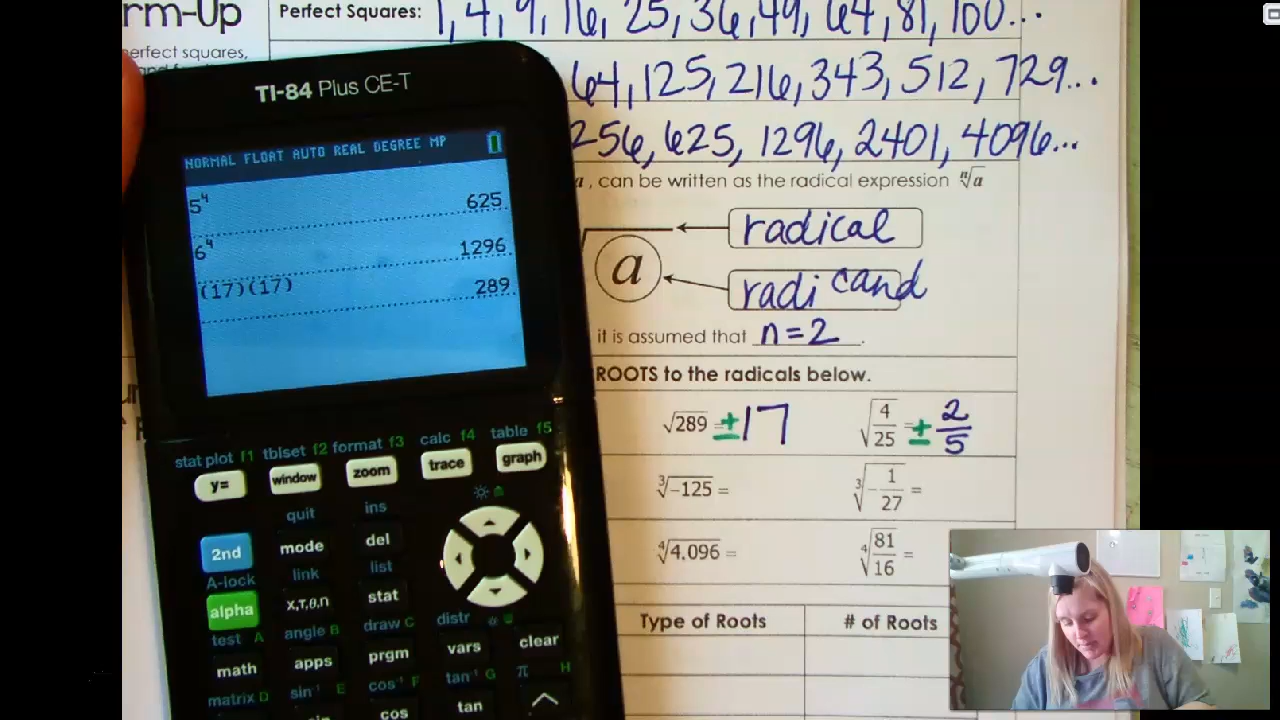 rm-Up
Perfect Squares: 1, 4, 9, 16, 25, 36, 49, 64, 81, 100...
erfect squares,
64, 125, 216, 343, 512, 729...
256, 625, 1296, 2401, 4096...
a, can be written as the radical expression ⁿ√a
radical
a
radicand
it is assumed that n=2.
ROOTS to the radicals below.
√289 = ±17
√4/25 = ±2/5
³√-125 =
³√-1/27 =
⁴√4,096 =
⁴√81/16 =
Type of Roots
# of Roots
TI-84 Plus CE-T
NORMAL FLOAT AUTO REAL DEGREE MP
5⁴ 625
6⁴ 1296
(17)(17) 289
stat plot f1 tblset f2 format f3 calc f4 table f5
y= window zoom trace graph
quit ins
2nd mode del
A-lock link list
alpha X,T,θ,n stat
test A angle B draw C distr
math apps prgm vars clear
matrix D sin⁻¹ E cos⁻¹ F tan⁻¹ G π H
cos tan